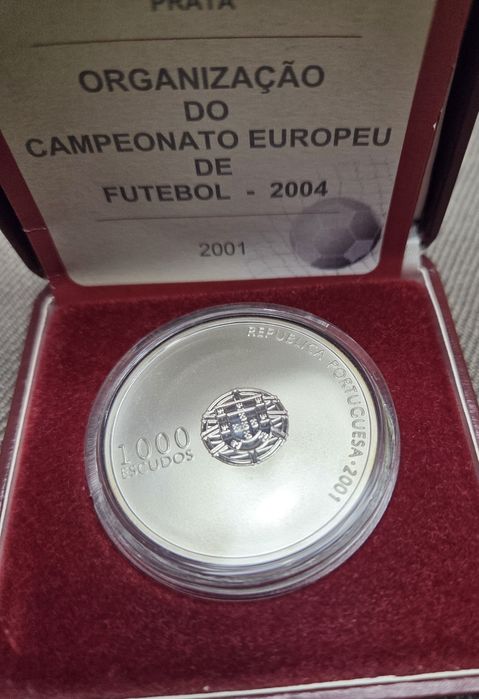 PRATA
ORGANIZAÇÃO
DO
CAMPEONATO EUROPEU
DE
FUTEBOL - 2004
2001
REPUBLICA PORTUGUESA · 2001
1000
ESCUDOS